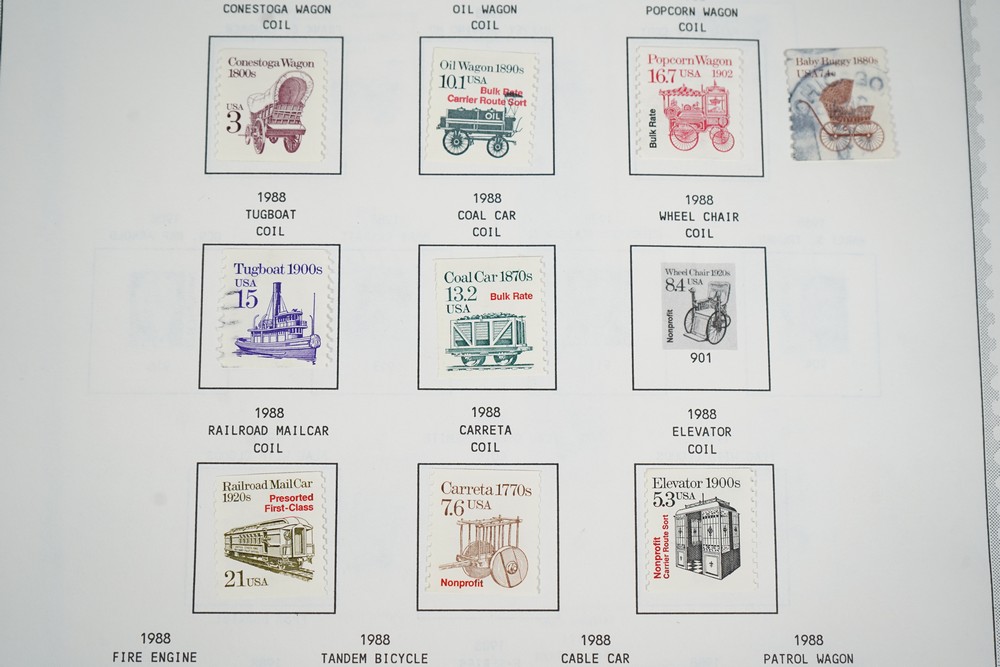 CONESTOGA WAGON
COIL
OIL WAGON
COIL
POPCORN WAGON
COIL
Conestoga Wagon
1800s
USA
3
Oil Wagon 1890s
10.1 USA
Bulk Rate
Carrier Route Sort
OIL
Popcorn Wagon
16.7 USA 1902
Bulk Rate
Baby Buggy 1880s
USA 7.4c
1988
TUGBOAT
COIL
1988
COAL CAR
COIL
1988
WHEEL CHAIR
COIL
Tugboat 1900s
USA
15
Coal Car 1870s
13.2
USA
Bulk Rate
Wheel Chair 1920s
8.4 USA
Nonprofit
901
1988
RAILROAD MAILCAR
COIL
1988
CARRETA
COIL
1988
ELEVATOR
COIL
Railroad Mail Car
1920s
Presorted
First-Class
21 USA
Carreta 1770s
7.6 USA
Nonprofit
Elevator 1900s
5.3 USA
Nonprofit
Carrier Route Sort
1988
FIRE ENGINE
1988
TANDEM BICYCLE
1988
CABLE CAR
1988
PATROL WAGON